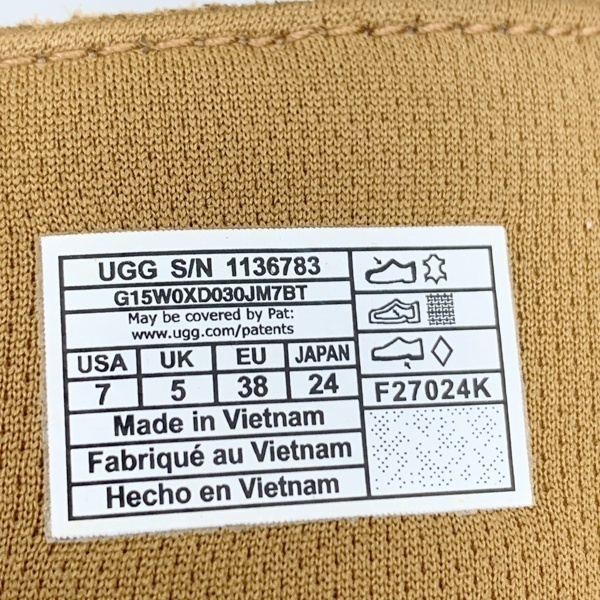 UGG S/N 1136783
G15W0XD030JM7BT
May be covered by Pat:
www.ugg.com/patents
USA UK EU JAPAN
7 5 38 24
F27024K
Made in Vietnam
Fabriqué au Vietnam
Hecho en Vietnam